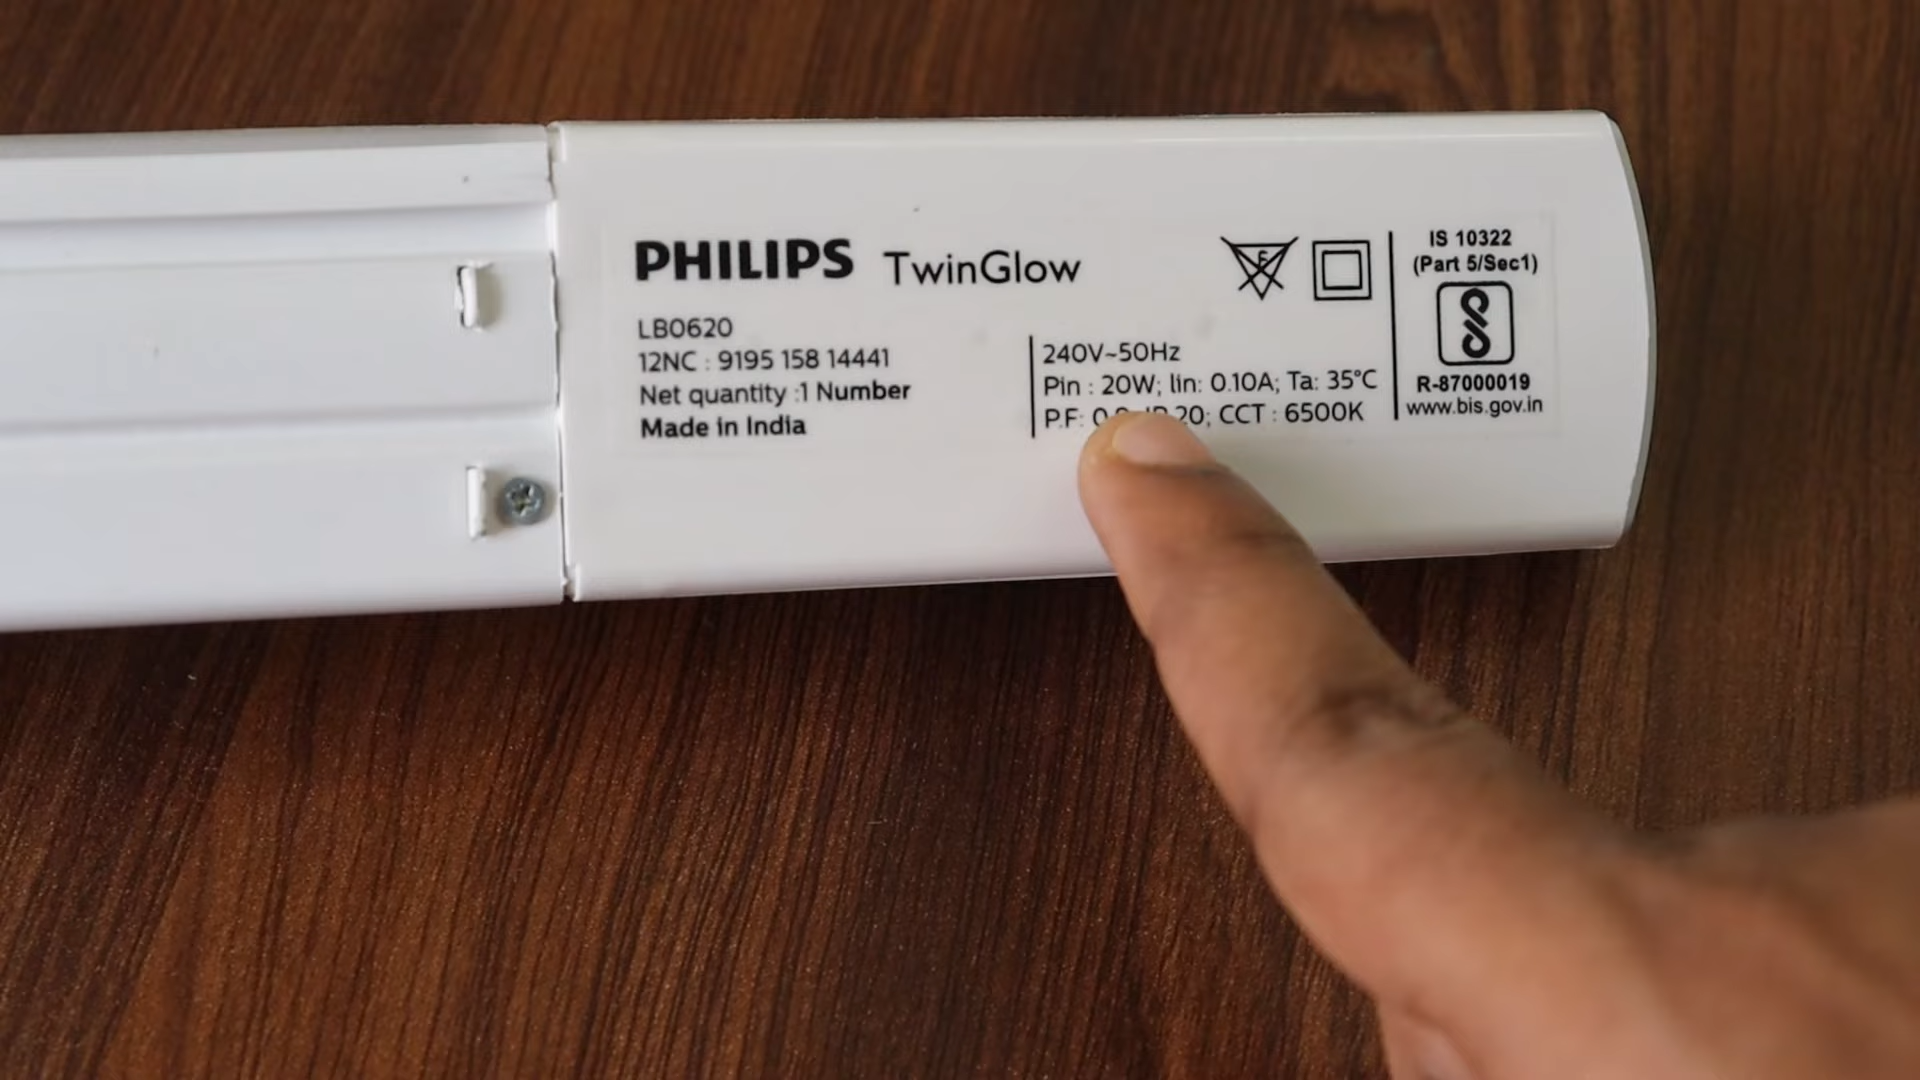 PHILIPS TwinGlow
LB0620
12NC : 9195 158 14441
Net quantity :1 Number
Made in India
240V~50Hz
Pin : 20W; Iin: 0.10A; Ta: 35°C
P.F: 20; CCT : 6500K
F
IS 10322
(Part 5/Sec1)
R-87000019
www.bis.gov.in